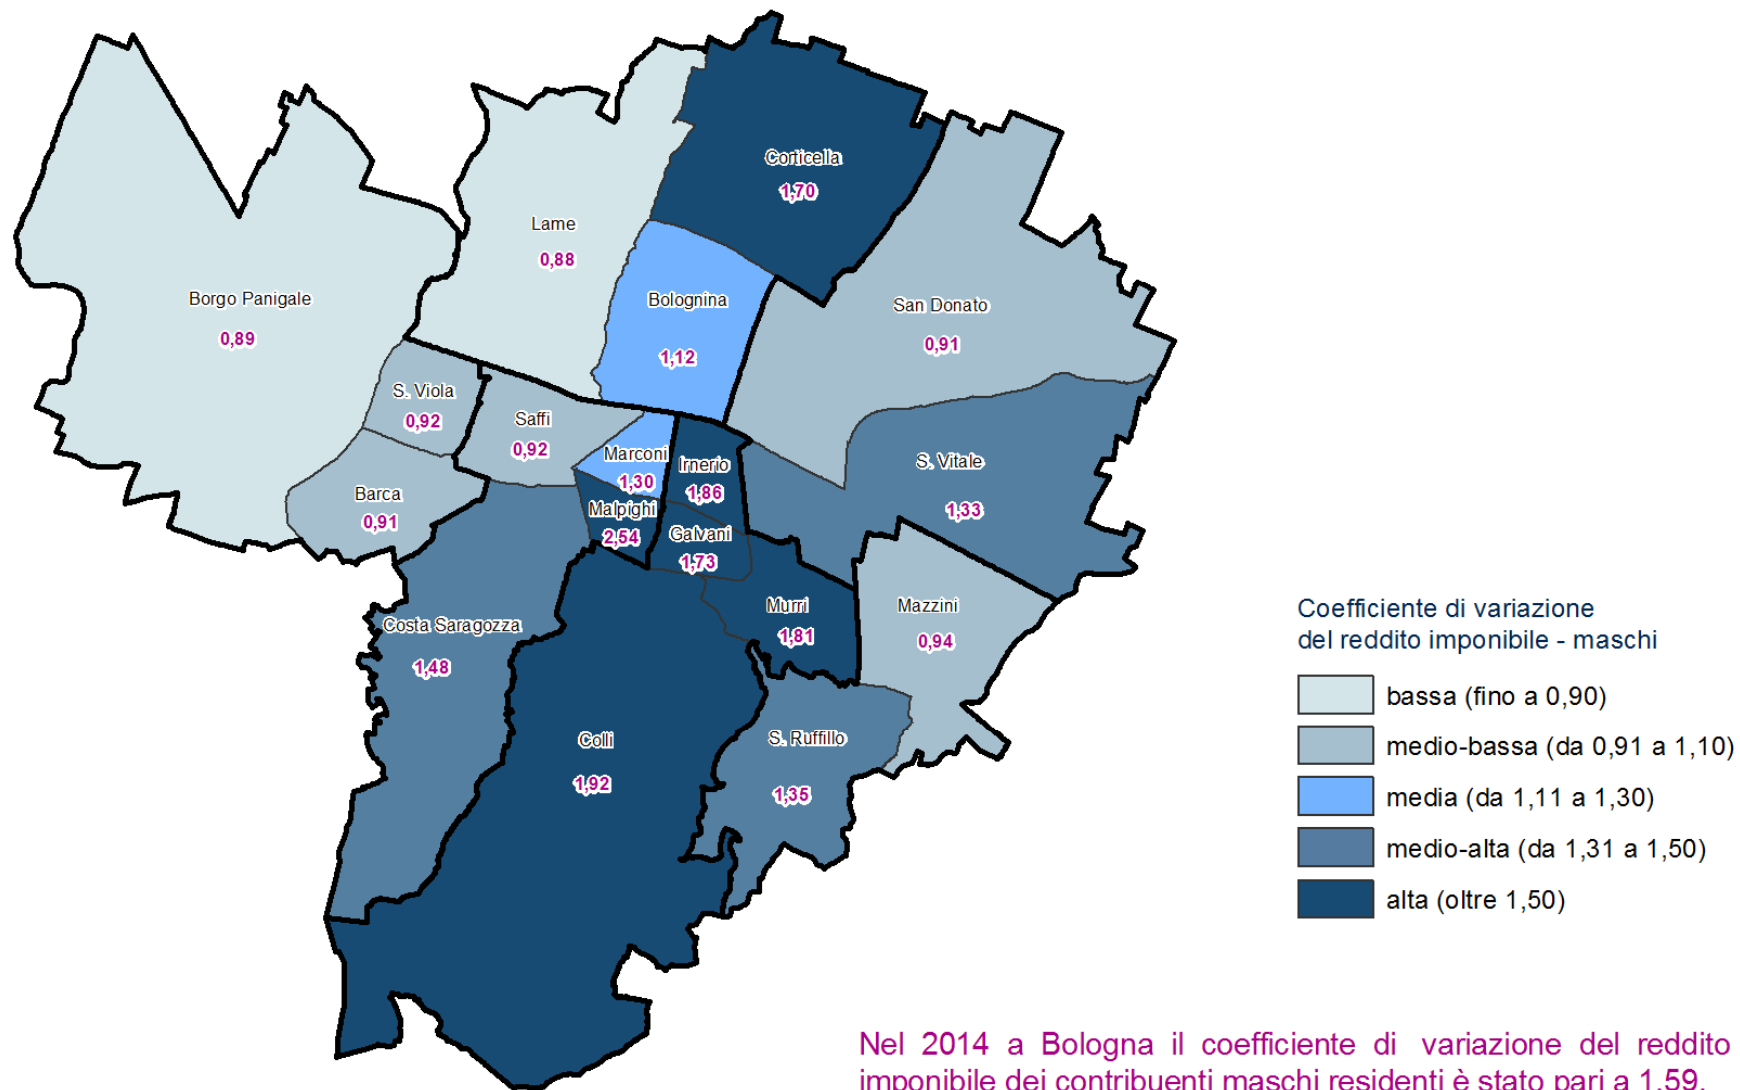 Corticella
1,70
Lame
0,88
Borgo Panigale
0,89
Bolognina
1,12
San Donato
0,91
S. Viola
0,92
Saffi
0,92
Marconi
1,30
Irnerio
1,86
S. Vitale
1,33
Barca
0,91
Malpighi
2,54
Galvani
1,73
Costa Saragozza
1,48
Murri
1,81
Mazzini
0,94
Colli
1,92
S. Ruffillo
1,35
Coefficiente di variazione
del reddito imponibile - maschi
bassa (fino a 0,90)
medio-bassa (da 0,91 a 1,10)
media (da 1,11 a 1,30)
medio-alta (da 1,31 a 1,50)
alta (oltre 1,50)
Nel 2014 a Bologna il coefficiente di variazione del reddito
imponibile dei contribuenti maschi residenti è stato pari a 1,59.